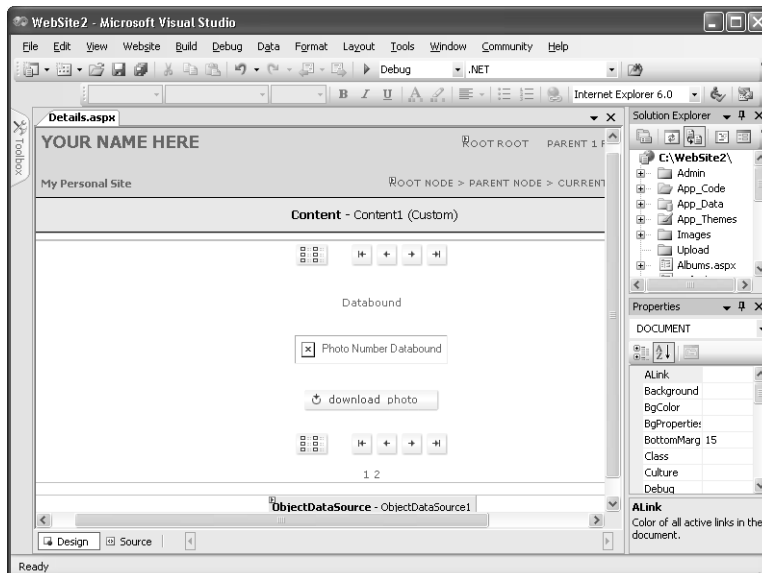 WebSite2 - Microsoft Visual Studio
File Edit View Website Build Debug Data Format Layout Tools Window Community Help
Debug .NET
B I U A Internet Explorer 6.0
Toolbox
Details.aspx
YOUR NAME HERE ROOT ROOT PARENT 1
My Personal Site ROOT NODE > PARENT NODE > CURRENT
Content - Content1 (Custom)
Databound
Photo Number Databound
download photo
1 2
ObjectDataSource - ObjectDataSource1
Design Source
Ready
Solution Explorer
C:\WebSite2\
Admin
App_Code
App_Data
App_Themes
Images
Upload
Albums.aspx
Properties
DOCUMENT
ALink
Background
BgColor
BgProperties
BottomMarg 15
Class
Culture
Debug
ALink
Color of all active links in the
document.